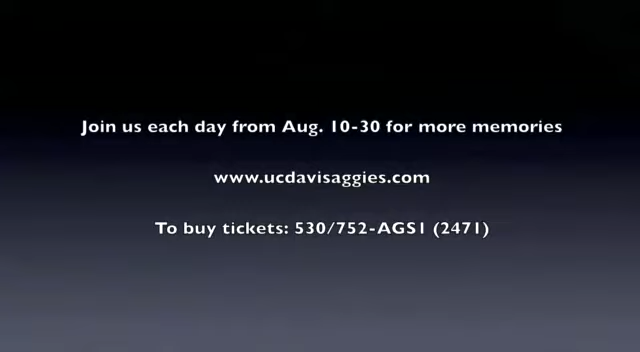 Join us each day from Aug. 10-30 for more memories
www.ucdavisaggies.com
To buy tickets: 530/752-AGS1 (2471)